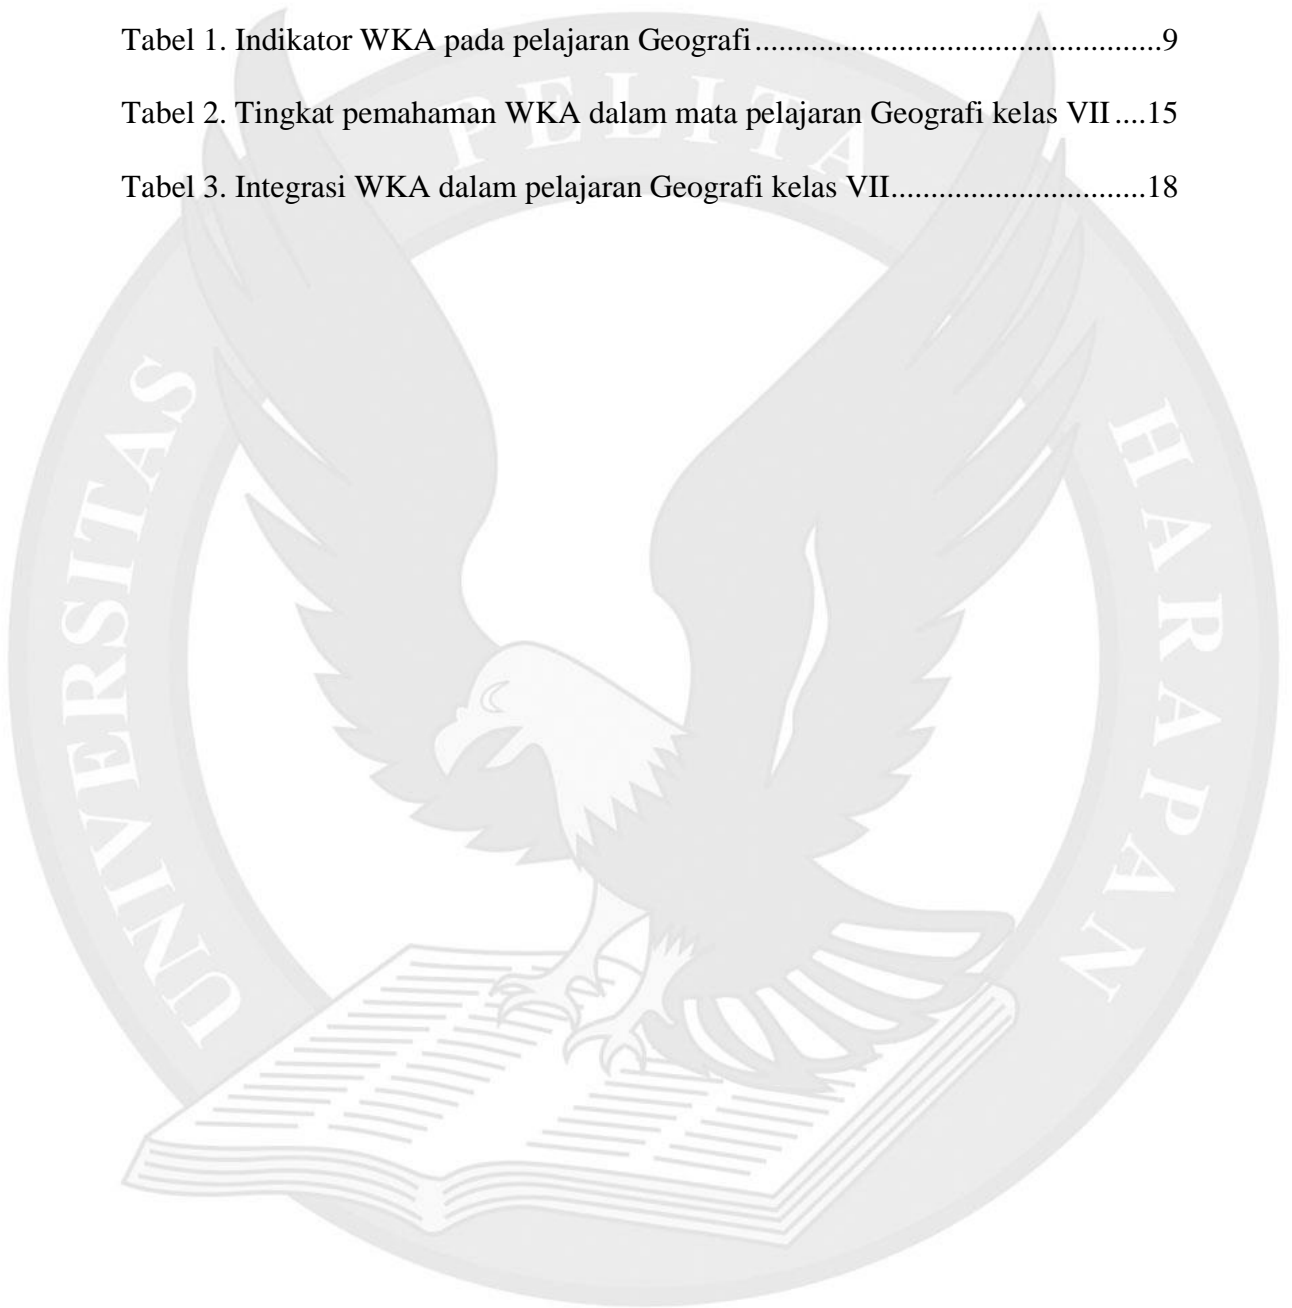 Tabel 1. Indikator WKA pada pelajaran Geografi...................................................9
Tabel 2. Tingkat pemahaman WKA dalam mata pelajaran Geografi kelas VII ....15
Tabel 3. Integrasi WKA dalam pelajaran Geografi kelas VII................................18
UNIVERSITAS PELITA HARAPAN